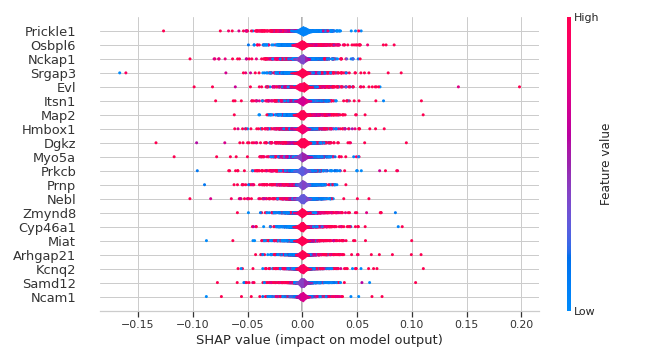 High
Prickle1
Osbpl6
Nckap1
Srgap3
Evl
Itsn1
Map2
Hmbox1
Dgkz
Myo5a
Prkcb
Prnp
Nebl
Zmynd8
Cyp46a1
Miat
Arhgap21
Kcnq2
Samd12
Ncam1
Feature value
Low
−0.15 −0.10 −0.05 0.00 0.05 0.10 0.15 0.20
SHAP value (impact on model output)